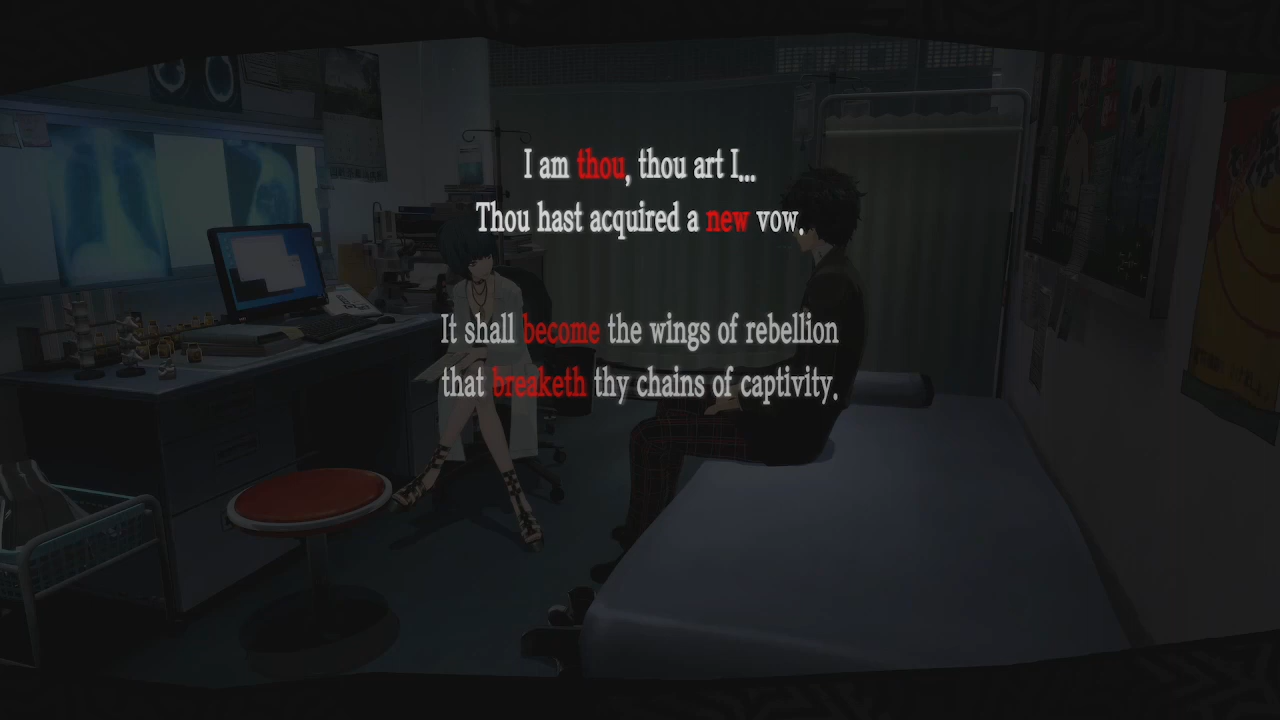 I am thou, thou art I...
Thou hast acquired a new vow.
It shall become the wings of rebellion
that breaketh thy chains of captivity.